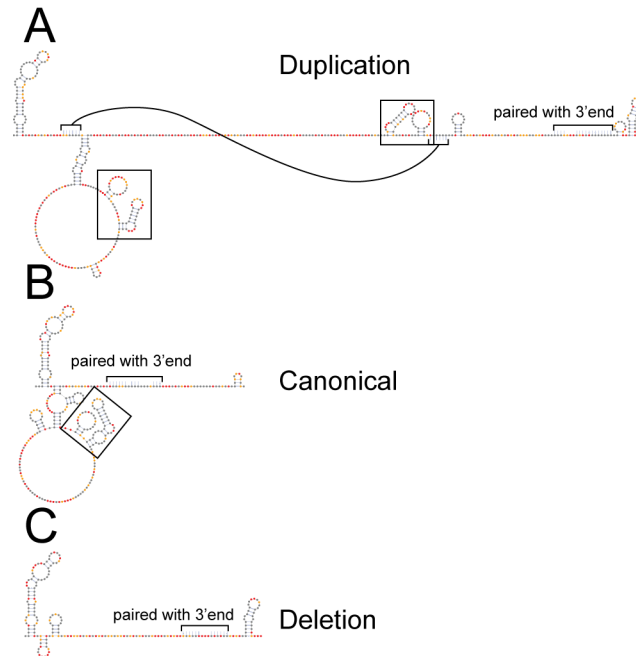 A
Duplication
paired with 3'end
B
paired with 3'end
Canonical
C
paired with 3'end
Deletion